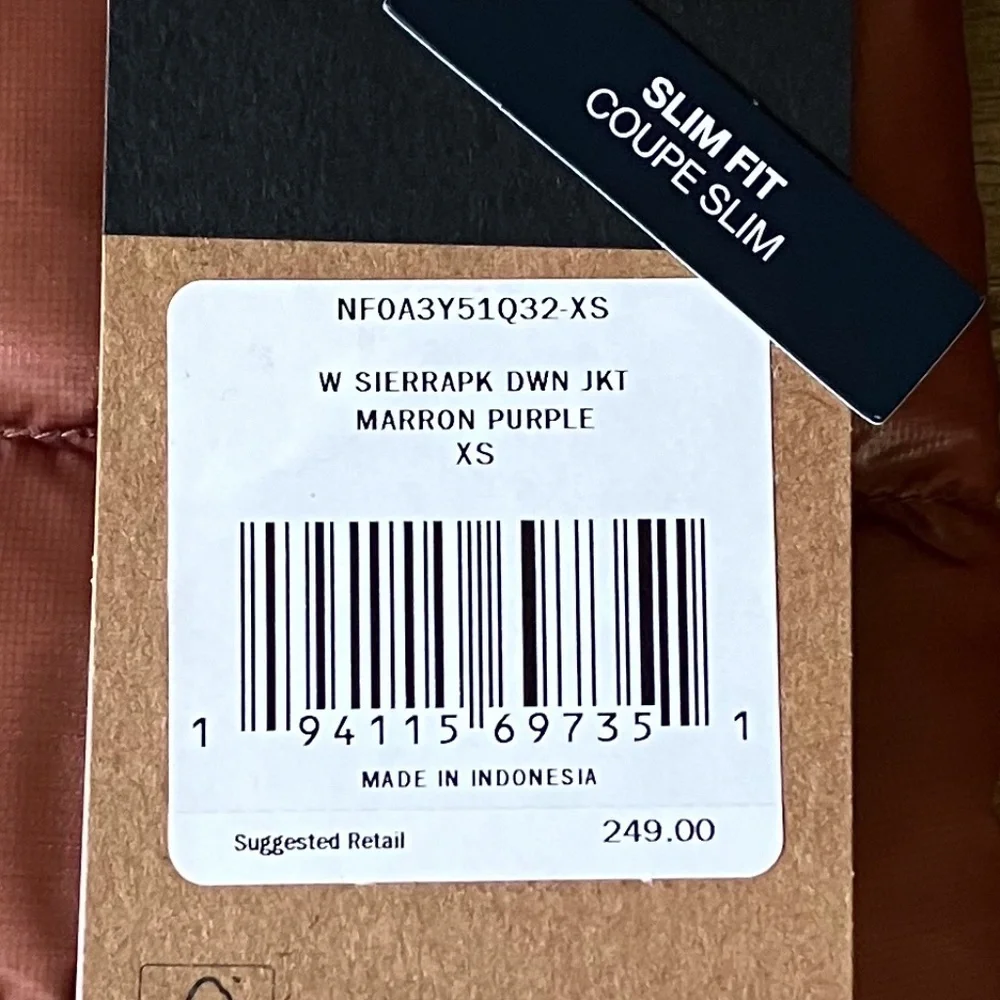 SLIM FIT
COUPE SLIM
NF0A3Y51Q32-XS
W SIERRAPK DWN JKT
MARRON PURPLE
XS
1 94115 69735 1
MADE IN INDONESIA
Suggested Retail 249.00